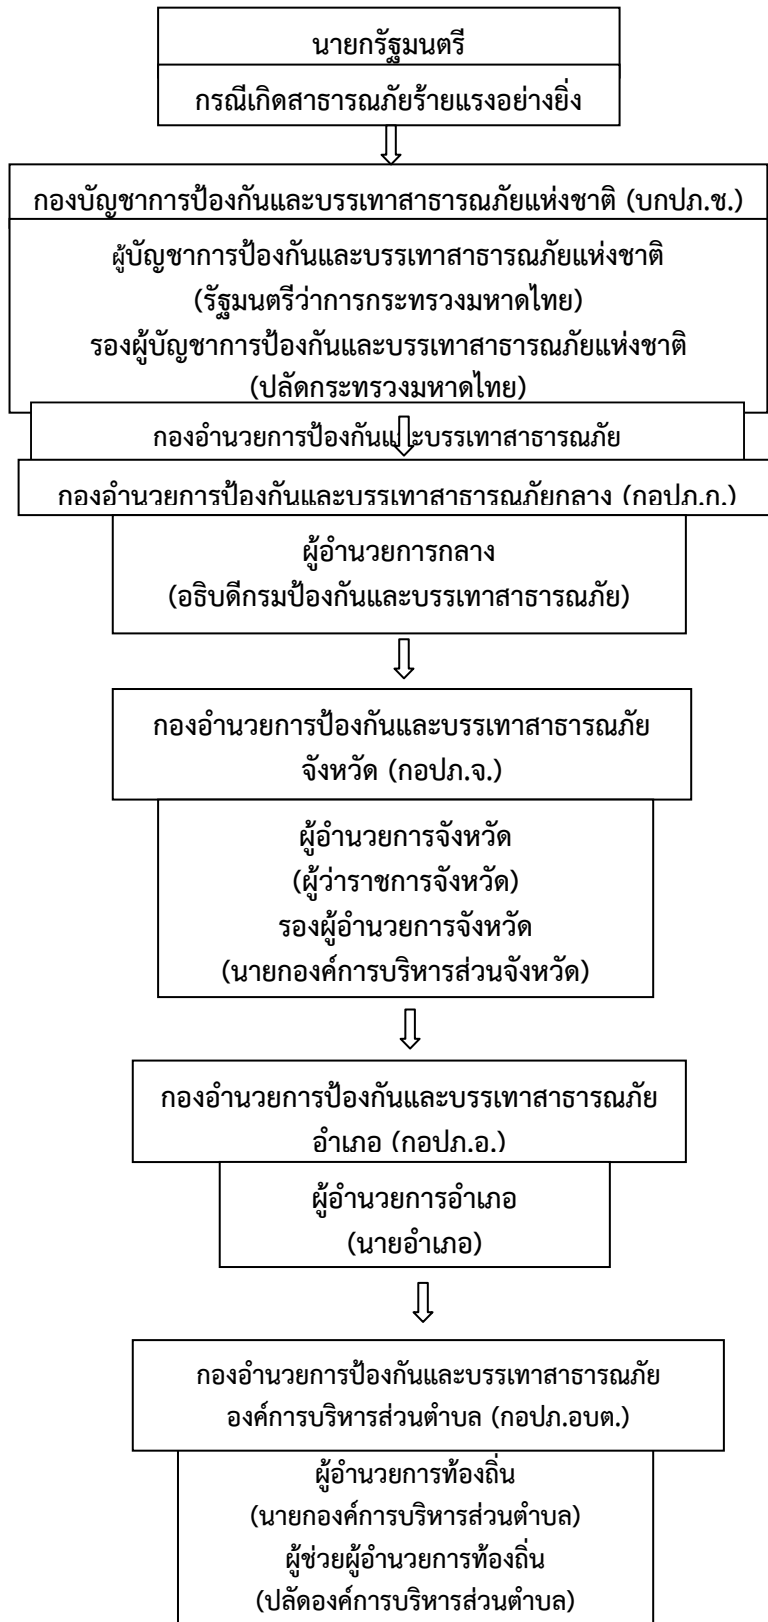 นายกรัฐมนตรี
กรณีเกิดสาธารณภัยร้ายแรงอย่างยิ่ง
กองบัญชาการป้องกันและบรรเทาสาธารณภัยแห่งชาติ (บกปภ.ช.)
ผู้บัญชาการป้องกันและบรรเทาสาธารณภัยแห่งชาติ
(รัฐมนตรีว่าการกระทรวงมหาดไทย)
รองผู้บัญชาการป้องกันและบรรเทาสาธารณภัยแห่งชาติ
(ปลัดกระทรวงมหาดไทย)
กองอำนวยการป้องกันและบรรเทาสาธารณภัย
กองอำนวยการป้องกันและบรรเทาสาธารณภัยกลาง (กอปภ.ก.)
ผู้อำนวยการกลาง
(อธิบดีกรมป้องกันและบรรเทาสาธารณภัย)
กองอำนวยการป้องกันและบรรเทาสาธารณภัย
จังหวัด (กอปภ.จ.)
ผู้อำนวยการจังหวัด
(ผู้ว่าราชการจังหวัด)
รองผู้อำนวยการจังหวัด
(นายกองค์การบริหารส่วนจังหวัด)
กองอำนวยการป้องกันและบรรเทาสาธารณภัย
อำเภอ (กอปภ.อ.)
ผู้อำนวยการอำเภอ
(นายอำเภอ)
กองอำนวยการป้องกันและบรรเทาสาธารณภัย
องค์การบริหารส่วนตำบล (กอปภ.อบต.)
ผู้อำนวยการท้องถิ่น
(นายกองค์การบริหารส่วนตำบล)
ผู้ช่วยผู้อำนวยการท้องถิ่น
(ปลัดองค์การบริหารส่วนตำบล)